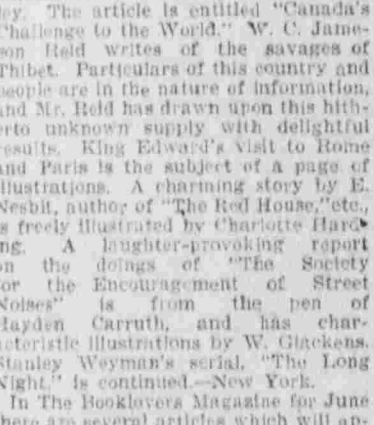 ley. The article is entitled "Canada's
Challenge to the World." W. C. Jame-
son Reid writes of the savages of
Thibet. Particulars of this country and
people are in the nature of information,
and Mr. Reid has drawn upon this hith-
erto unknown supply with delightful
results. King Edward's visit to Rome
and Paris is the subject of a page of
illustrations. A charming story by E.
Nesbit, author of "The Red House," etc.,
is freely illustrated by Charlotte Hard-
ing. A laughter-provoking report
on the doings of "The Society
for the Encouragement of Street
Noises" is from the pen of
Hayden Carruth, and has char-
acteristic illustrations by W. Glackens.
Stanley Weyman's serial, "The Long
Night," is continued.—New York.
In The Booklovers Magazine for June
there are several articles which will ap-